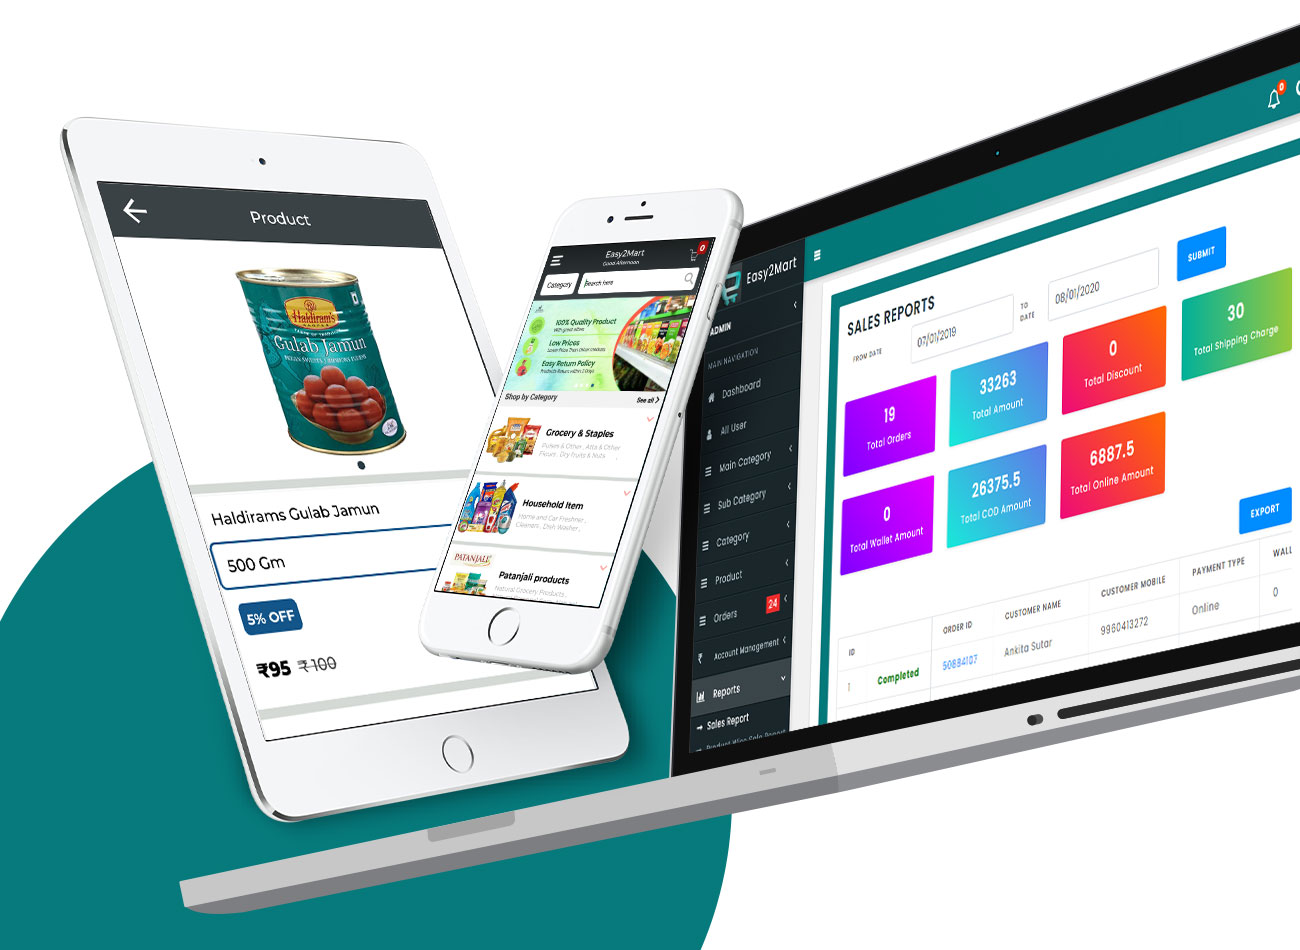 Product
Haldiram's
NAGPUR
Gulab Jamun
Haldirams Gulab Jamun
500 Gm
5% OFF
₹95 ₹ 100
Easy2Mart
Good Afternoon
0
Category
Search here
100% Quality Product
With great offers
Low Prices
Easy Return Policy
Shop by Category
See all
Grocery & Staples
Pulses & Other, Atta & Other
Flours, Dry Fruits & Nuts
Household Item
Home and Car Freshner,
Cleaners, Dish Washer,
PATANJALI
Patanjali products
Natural Grocery Products
Easy2Mart
ADMIN
MAIN NAVIGATION
Dashboard
All User
Main Category
Sub Category
Category
Product
Orders 24
Account Management
Reports
Sales Report
Product Wise Sale Report
0
SALES REPORTS
FROM DATE
07/01/2019
TO
DATE
08/01/2020
SUBMIT
19
Total Orders
33263
Total Amount
0
Total Discount
30
Total Shipping Charge
0
Total Wallet Amount
26375.5
Total COD Amount
6887.5
Total Online Amount
EXPORT
ID
ORDER ID
CUSTOMER NAME
CUSTOMER MOBILE
PAYMENT TYPE
WALL
1
Completed
50884107
Ankita Sutar
9960413272
Online
0